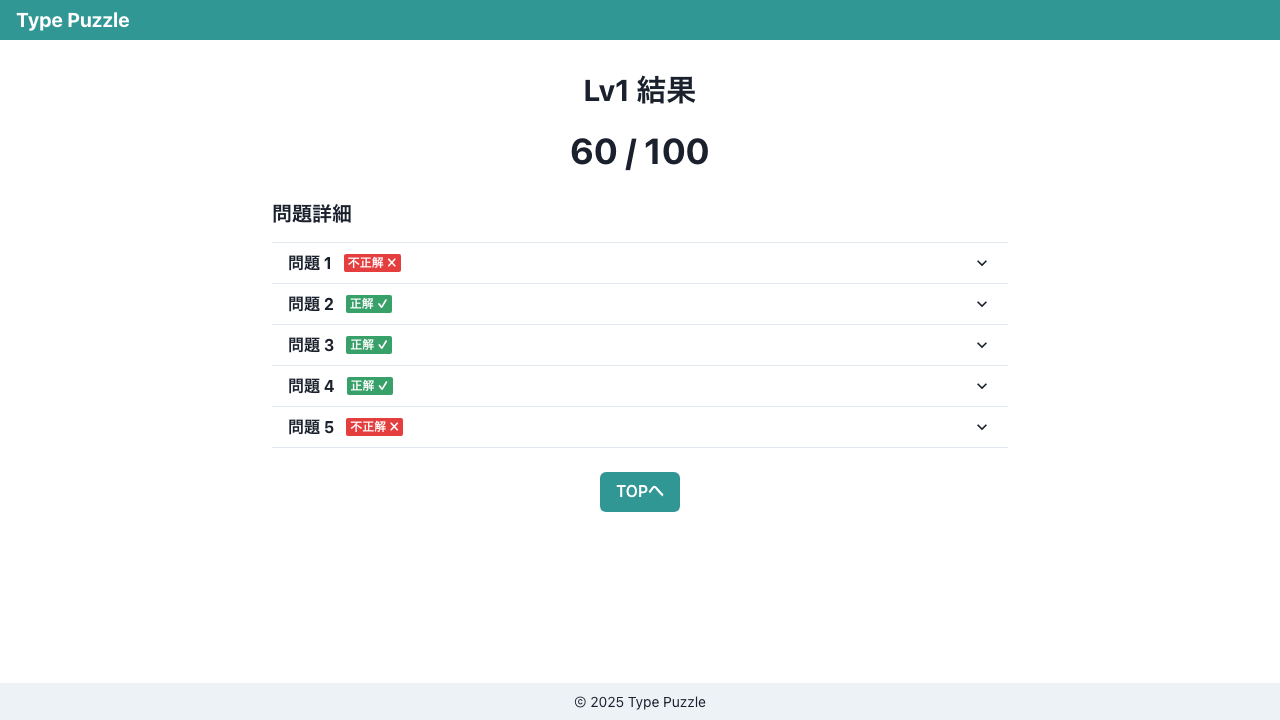 Type Puzzle
Lv1 結果
60 / 100
問題詳細
問題 1 不正解 ✕
問題 2 正解 ✓
問題 3 正解 ✓
問題 4 正解 ✓
問題 5 不正解 ✕
TOPへ
© 2025 Type Puzzle